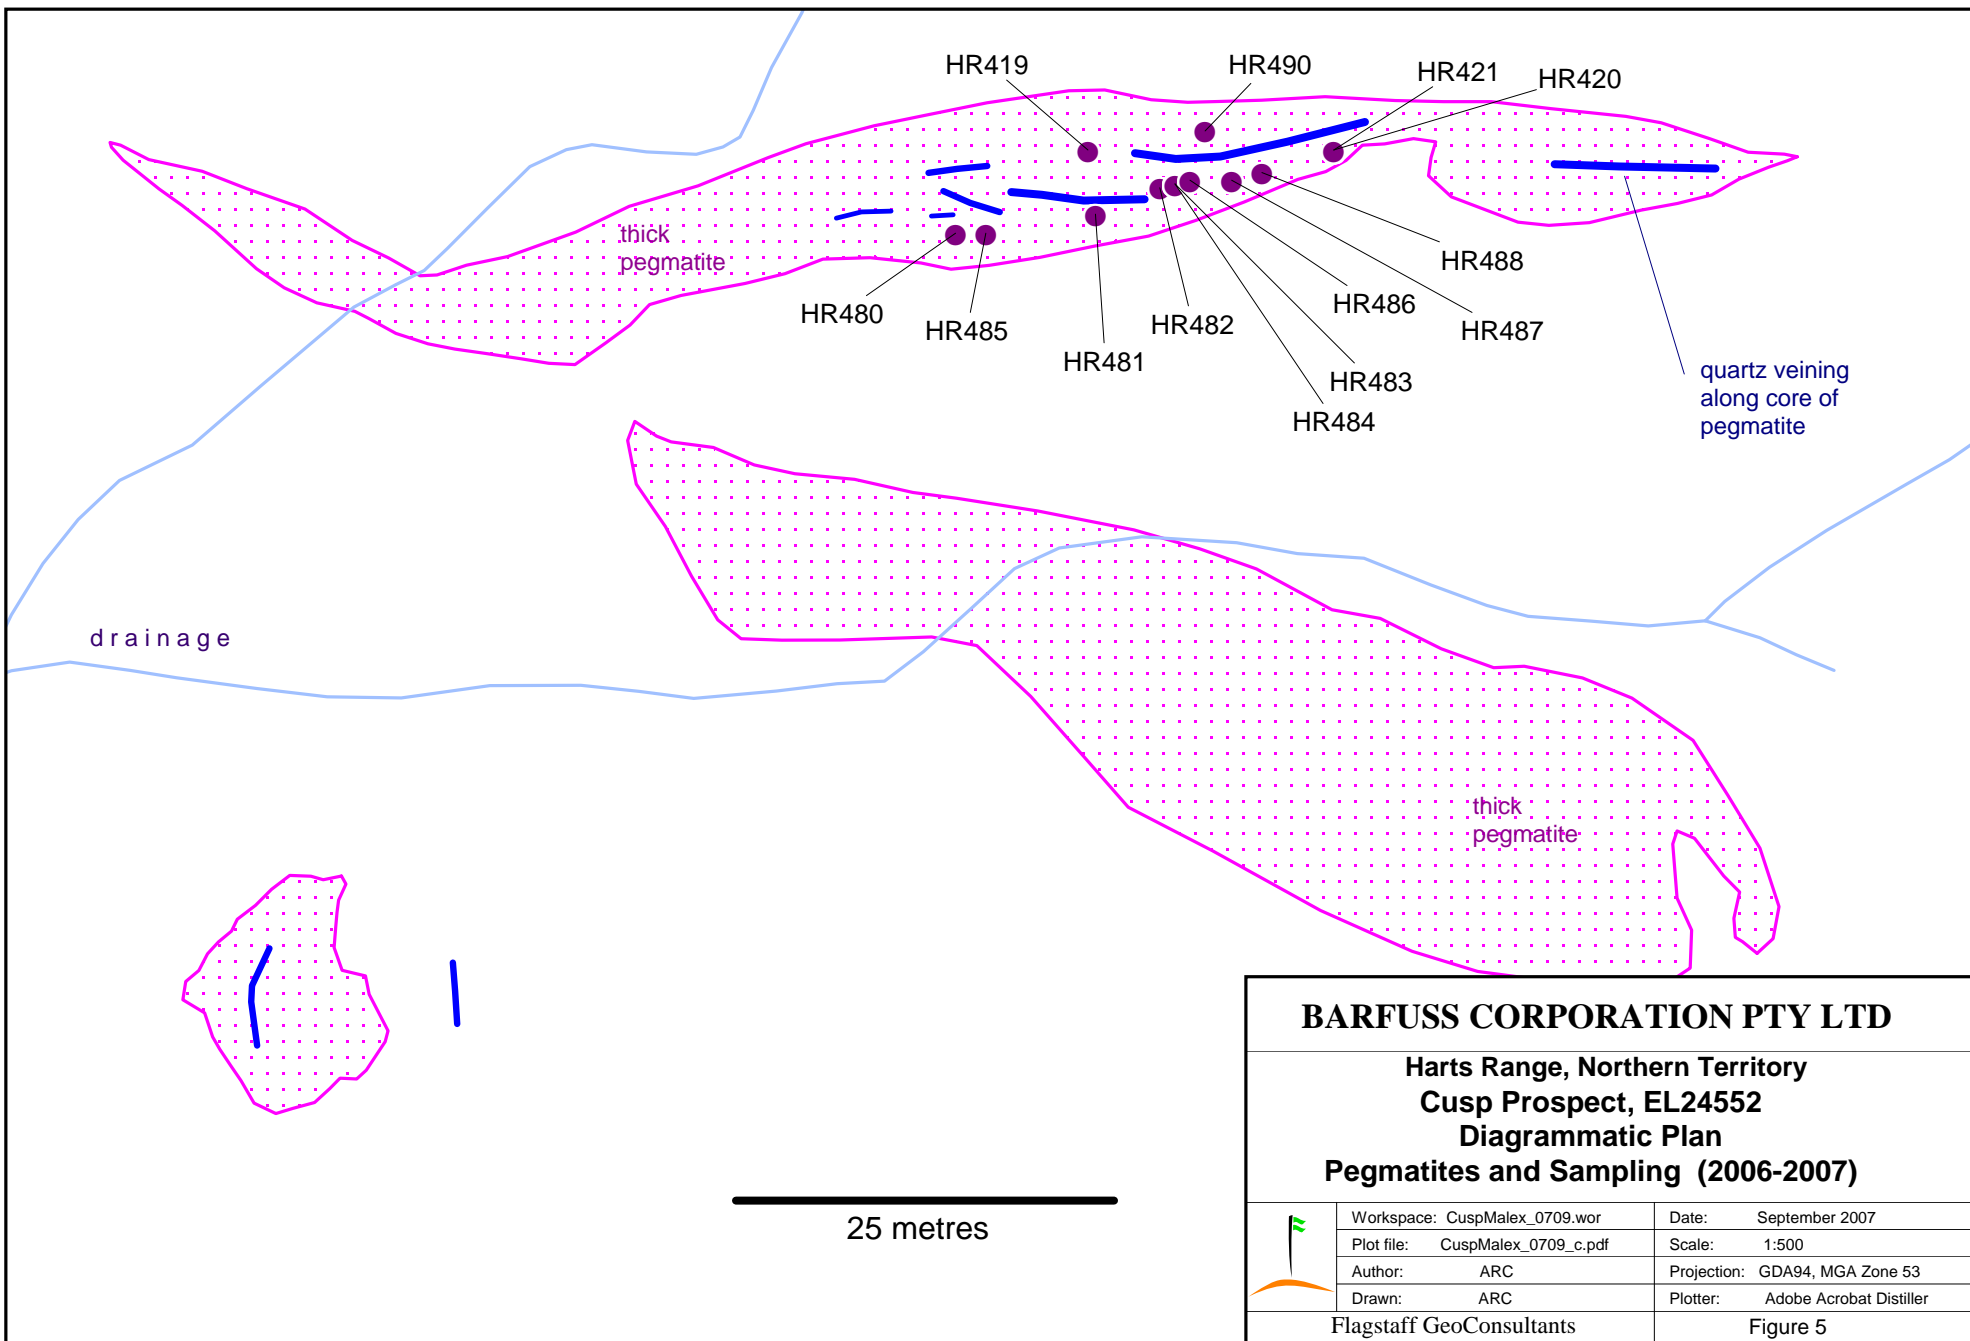 HR419
HR490
HR421
HR420
thick
pegmatite
HR488
HR480
HR485
HR481
HR482
HR486
HR487
HR483
HR484
quartz veining
along core of
pegmatite
drainage
thick
pegmatite
25 metres
BARFUSS CORPORATION PTY LTD
Harts Range, Northern Territory
Cusp Prospect, EL24552
Diagrammatic Plan
Pegmatites and Sampling (2006-2007)
Workspace: CuspMalex_0709.wor
Date: September 2007
Plot file: CuspMalex_0709_c.pdf
Scale: 1:500
Author: ARC
Projection: GDA94, MGA Zone 53
Drawn: ARC
Plotter: Adobe Acrobat Distiller
Flagstaff GeoConsultants
Figure 5